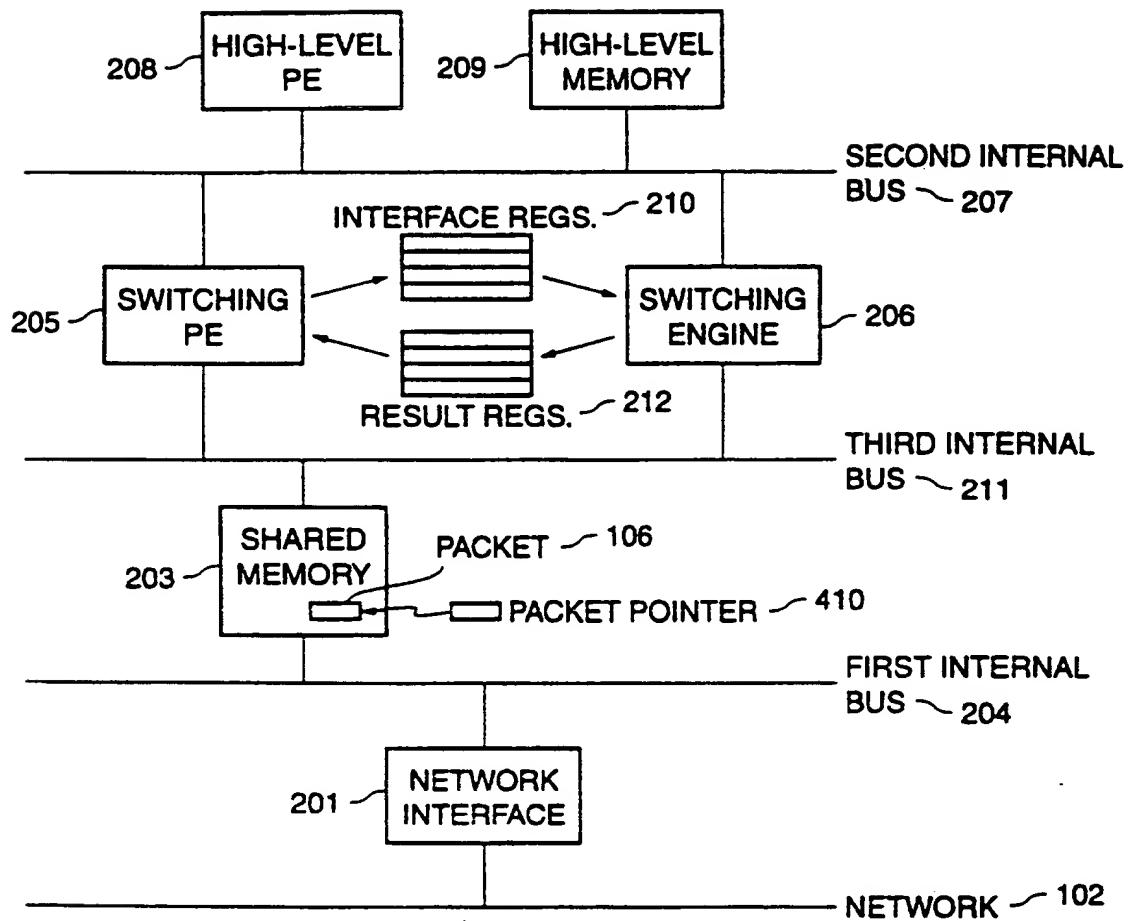 HIGH-LEVEL
PE
208
HIGH-LEVEL
MEMORY
209
SECOND INTERNAL
BUS 207
INTERFACE REGS. 210
SWITCHING
PE
205
SWITCHING
ENGINE
206
RESULT REGS. 212
THIRD INTERNAL
BUS 211
SHARED
MEMORY
203
PACKET 106
PACKET POINTER 410
FIRST INTERNAL
BUS 204
NETWORK
INTERFACE
201
NETWORK 102